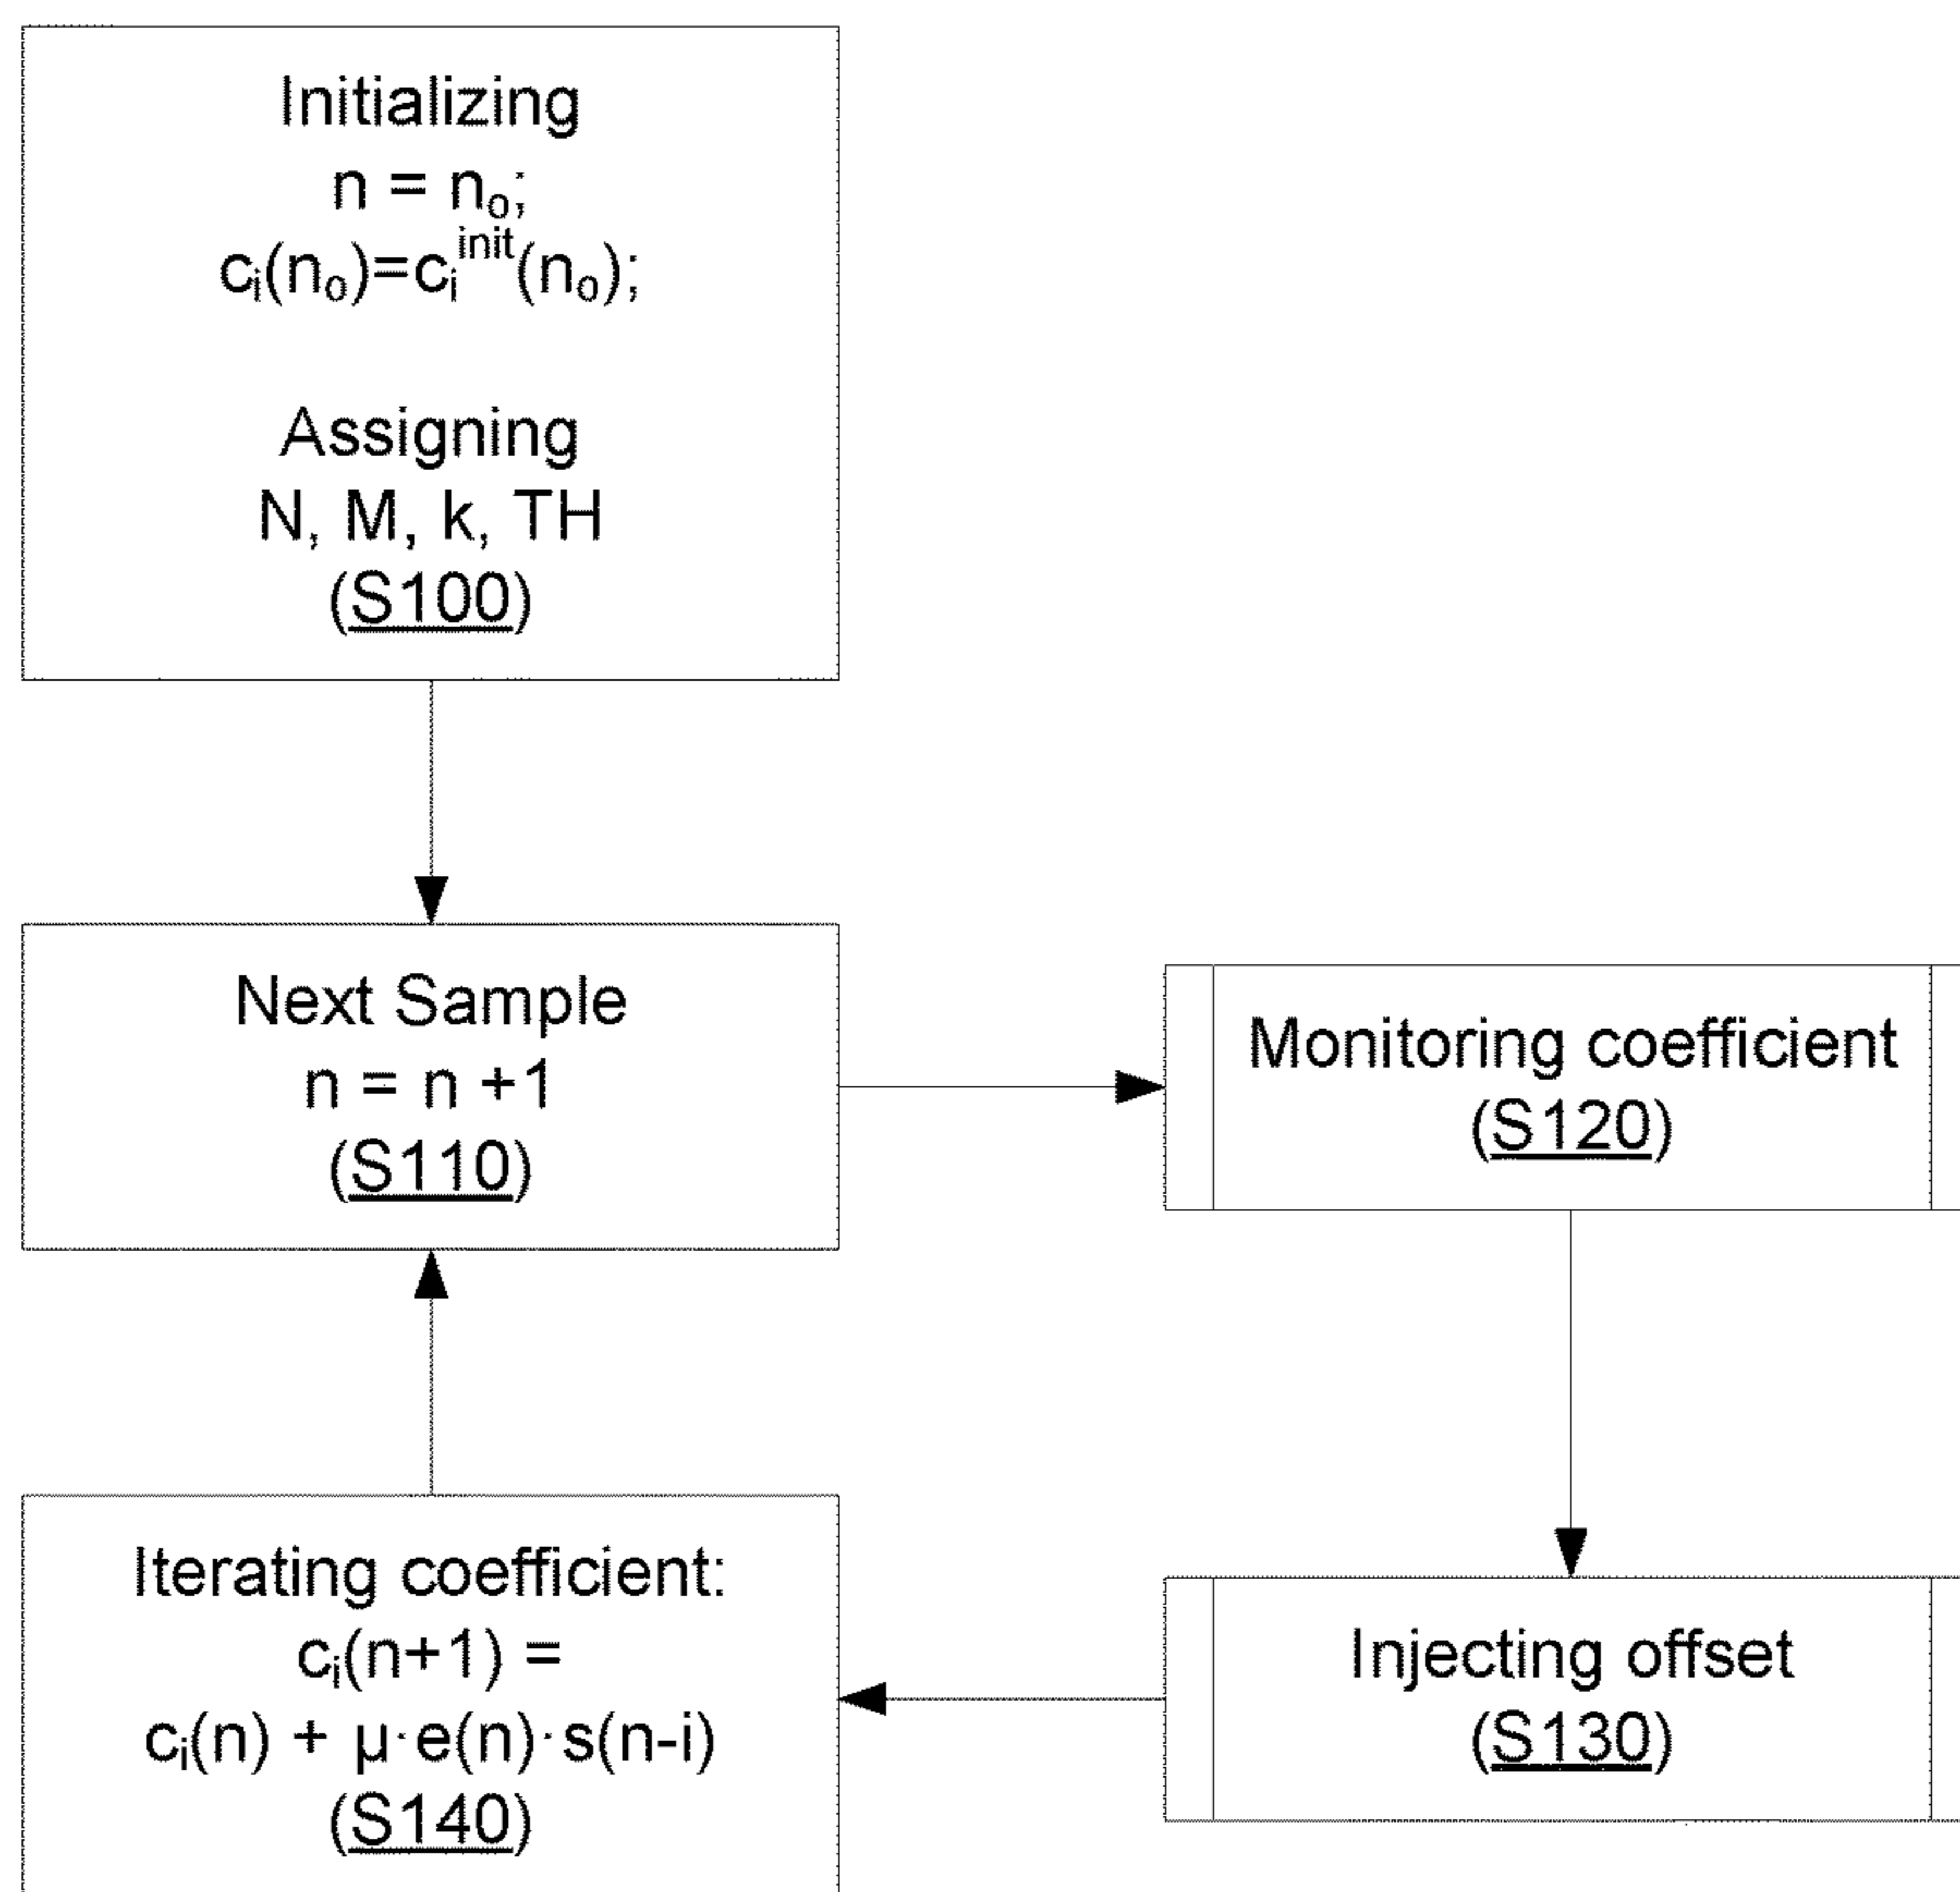 Initializing
n = n₀;
cᵢ(n₀)=cᵢⁱⁿⁱᵗ(n₀);
Assigning
N, M, k, TH
(S100)
Next Sample
n = n +1
(S110)
Monitoring coefficient
(S120)
Injecting offset
(S130)
Iterating coefficient:
cᵢ(n+1) =
cᵢ(n) + μ·e(n)·s(n-i)
(S140)